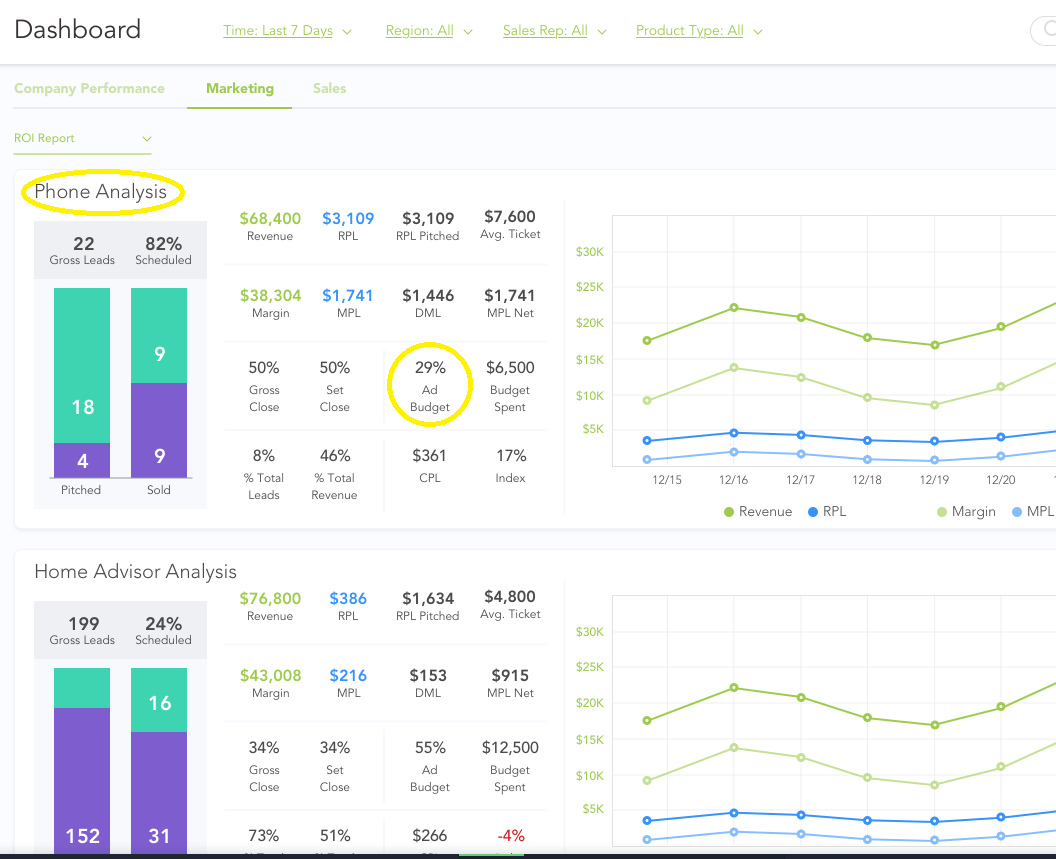 Dashboard
Time: Last 7 Days
Region: All
Sales Rep: All
Product Type: All
Company Performance
Marketing
Sales
ROI Report
Phone Analysis
22
Gross Leads
82%
Scheduled
18
4
9
9
Pitched
Sold
$68,400
Revenue
$3,109
RPL
$3,109
RPL Pitched
$7,600
Avg. Ticket
$38,304
Margin
$1,741
MPL
$1,446
DML
$1,741
MPL Net
50%
Gross
Close
50%
Set
Close
29%
Ad
Budget
$6,500
Budget
Spent
8%
% Total
Leads
46%
% Total
Revenue
$361
CPL
17%
Index
$30K
$25K
$20K
$15K
$10K
$5K
12/15
12/16
12/17
12/18
12/19
12/20
Revenue
RPL
Margin
MPL
Home Advisor Analysis
199
Gross Leads
24%
Scheduled
152
16
31
$76,800
Revenue
$386
RPL
$1,634
RPL Pitched
$4,800
Avg. Ticket
$43,008
Margin
$216
MPL
$153
DML
$915
MPL Net
34%
Gross
Close
34%
Set
Close
55%
Ad
Budget
$12,500
Budget
Spent
73%
51%
$266
-4%
$30K
$25K
$20K
$15K
$10K
$5K